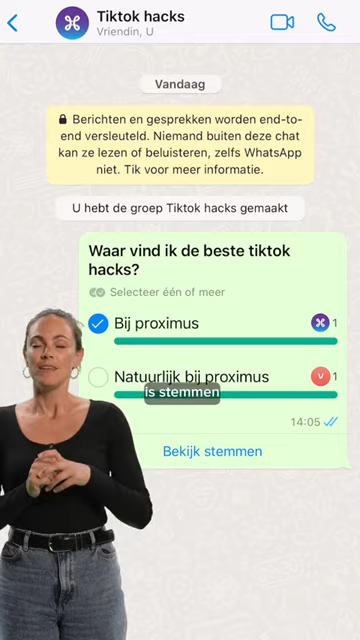 Tiktok hacks
Vriendin, U
Vandaag
Berichten en gesprekken worden end-to-
end versleuteld. Niemand buiten deze chat
kan ze lezen of beluisteren, zelfs WhatsApp
niet. Tik voor meer informatie.
U hebt de groep Tiktok hacks gemaakt
Waar vind ik de beste tiktok
hacks?
Selecteer één of meer
Bij proximus
1
Natuurlijk bij proximus
V 1
is stemmen
14:05
Bekijk stemmen